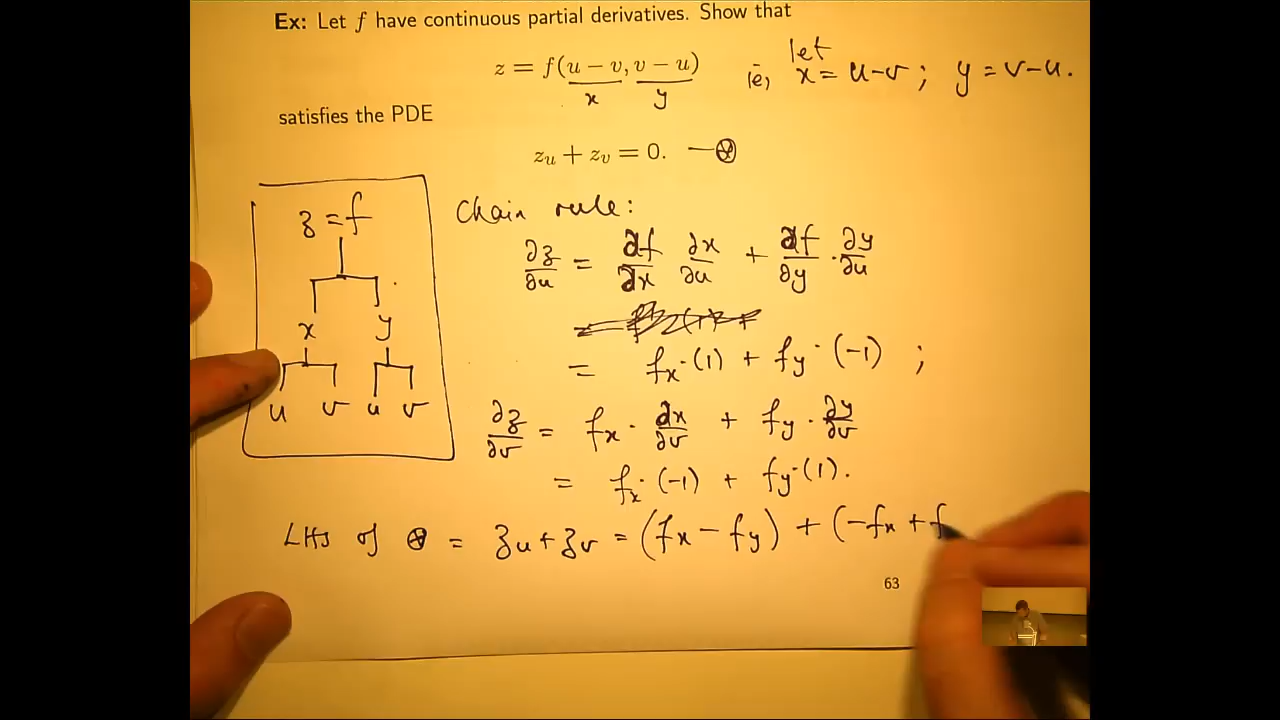 Ex: Let f have continuous partial derivatives. Show that
z = f(u − v, v − u) ie, let x = u-v ; y = v-u.
x y
satisfies the PDE
z_u + z_v = 0. — ⊛
z = f
x y
u v u v
Chain rule:
∂z/∂u = ∂f/∂x ∂x/∂u + ∂f/∂y · ∂y/∂u
= f_x · (1) + f_y · (-1) ;
∂z/∂v = f_x · ∂x/∂v + f_y · ∂y/∂v
= f_x · (-1) + f_y · (1).
LHS of ⊛ = z_u + z_v = (f_x - f_y) + (-f_x + f
63